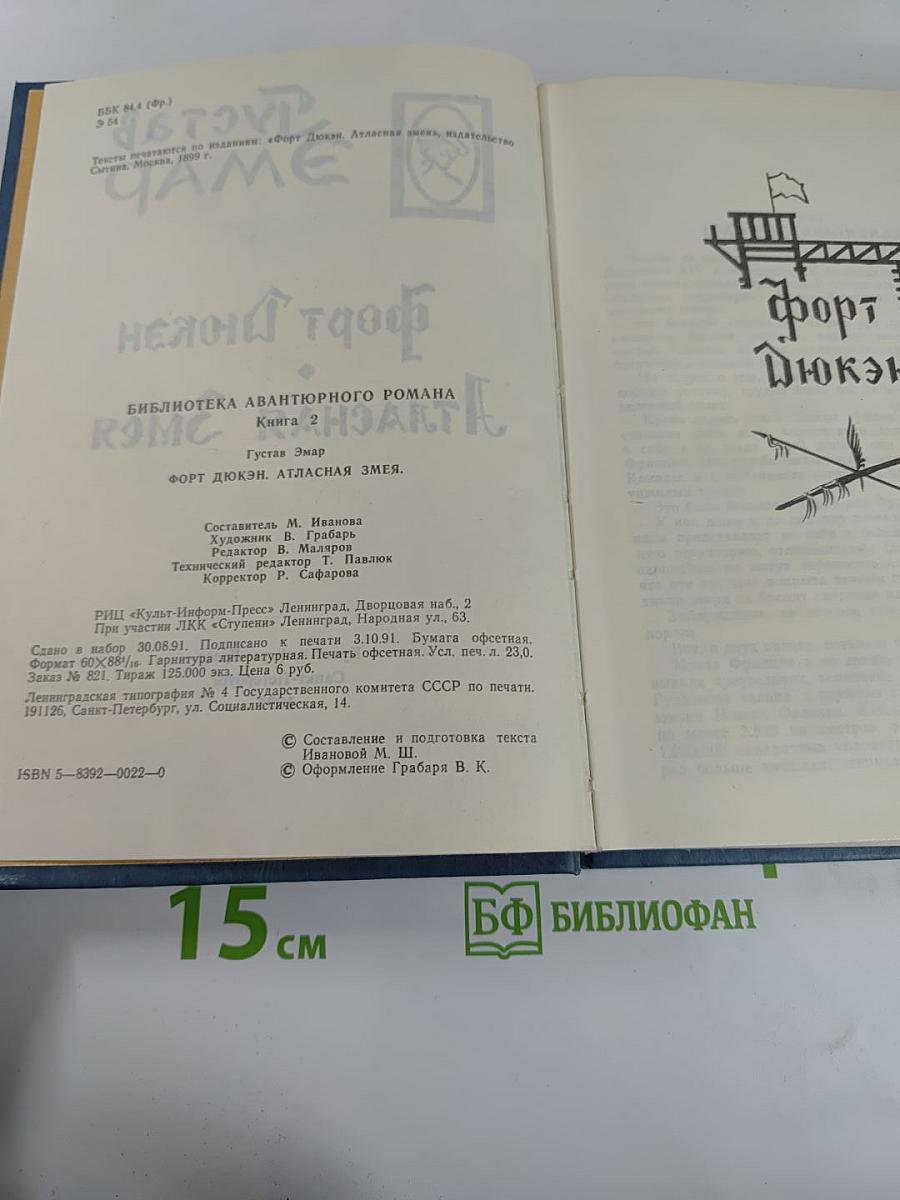 ББК 84.4 (Фр.)
Э 54
Тексты печатаются по изданиям: «Форт Дюкэн. Атласная змея», издательство
Сытина, Москва, 1899 г.
БИБЛИОТЕКА АВАНТЮРНОГО РОМАНА
Книга 2
Густав Эмар
ФОРТ ДЮКЭН. АТЛАСНАЯ ЗМЕЯ.
Составитель М. Иванова
Художник В. Грабарь
Редактор В. Маляров
Технический редактор Т. Павлюк
Корректор Р. Сафарова
РИЦ «Культ-Информ-Пресс» Ленинград, Дворцовая наб., 2
При участии ЛКК «Ступени» Ленинград, Народная ул., 63.
Сдано в набор 30.08.91. Подписано к печати 3.10.91. Бумага офсетная.
Формат 60×88¹/₁₆. Гарнитура литературная. Печать офсетная. Усл. печ. л. 23,0.
Заказ № 821. Тираж 125.000 экз. Цена 6 руб.
Ленинградская типография № 4 Государственного комитета СССР по печати.
191126, Санкт-Петербург, ул. Социалистическая, 14.
© Составление и подготовка текста
Ивановой М. Ш.
© Оформление Грабаря В. К.
ISBN 5—8392—0022—0
Форт
Дюкэн
15 см
БФ БИБЛИОФАН